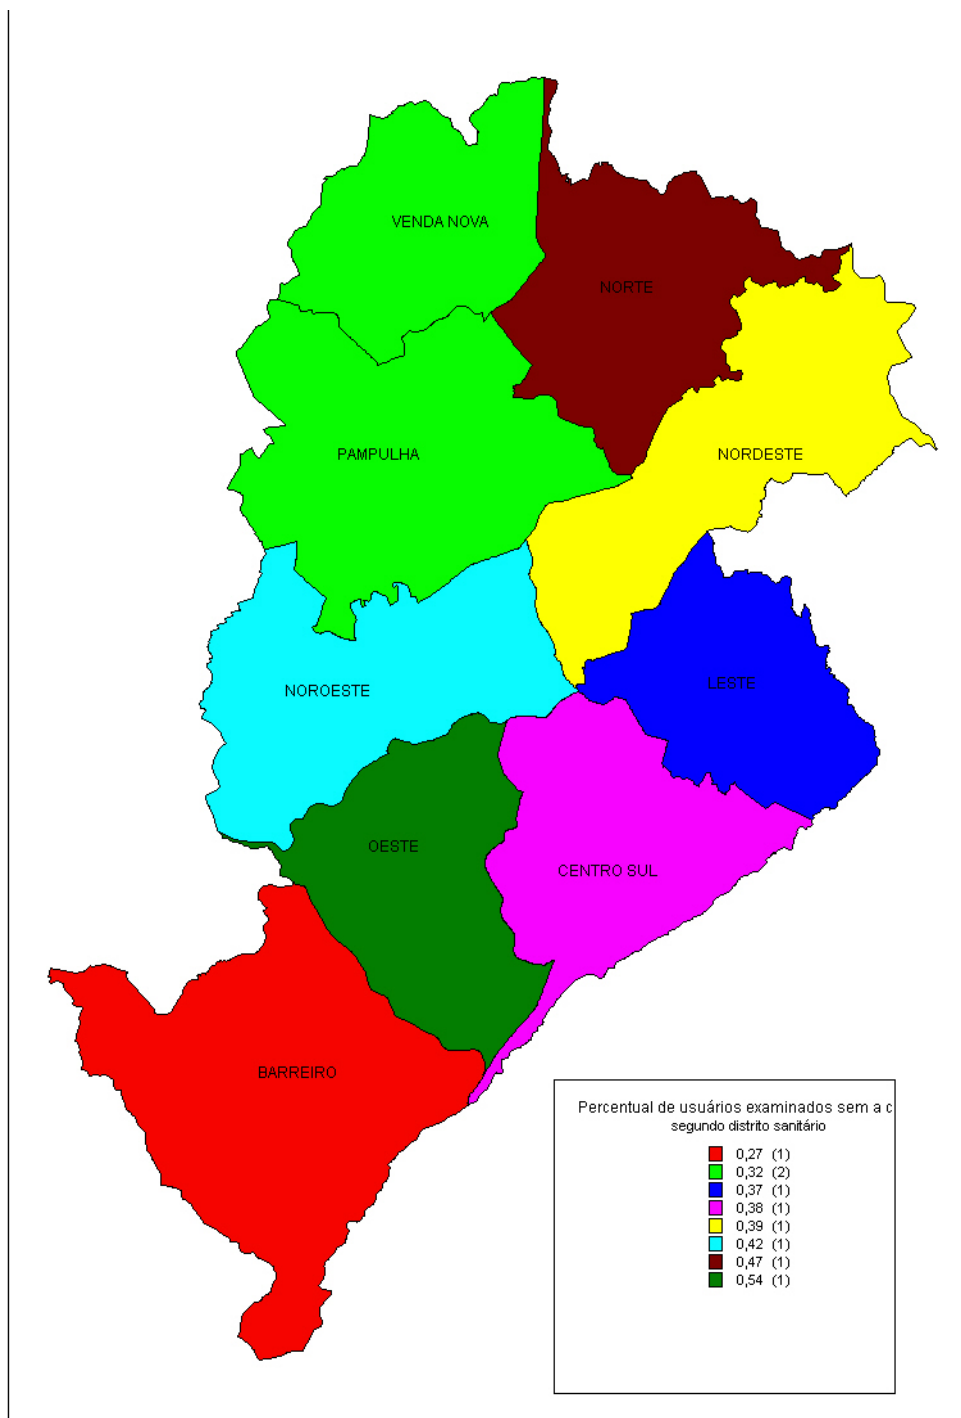 VENDA NOVA
NORTE
PAMPULHA
NORDESTE
NOROESTE
LESTE
OESTE
CENTRO SUL
BARREIRO
Percentual de usuários examinados sem a
segundo distrito sanitário
0,27 (1)
0,32 (2)
0,37 (1)
0,38 (1)
0,39 (1)
0,42 (1)
0,47 (1)
0,54 (1)